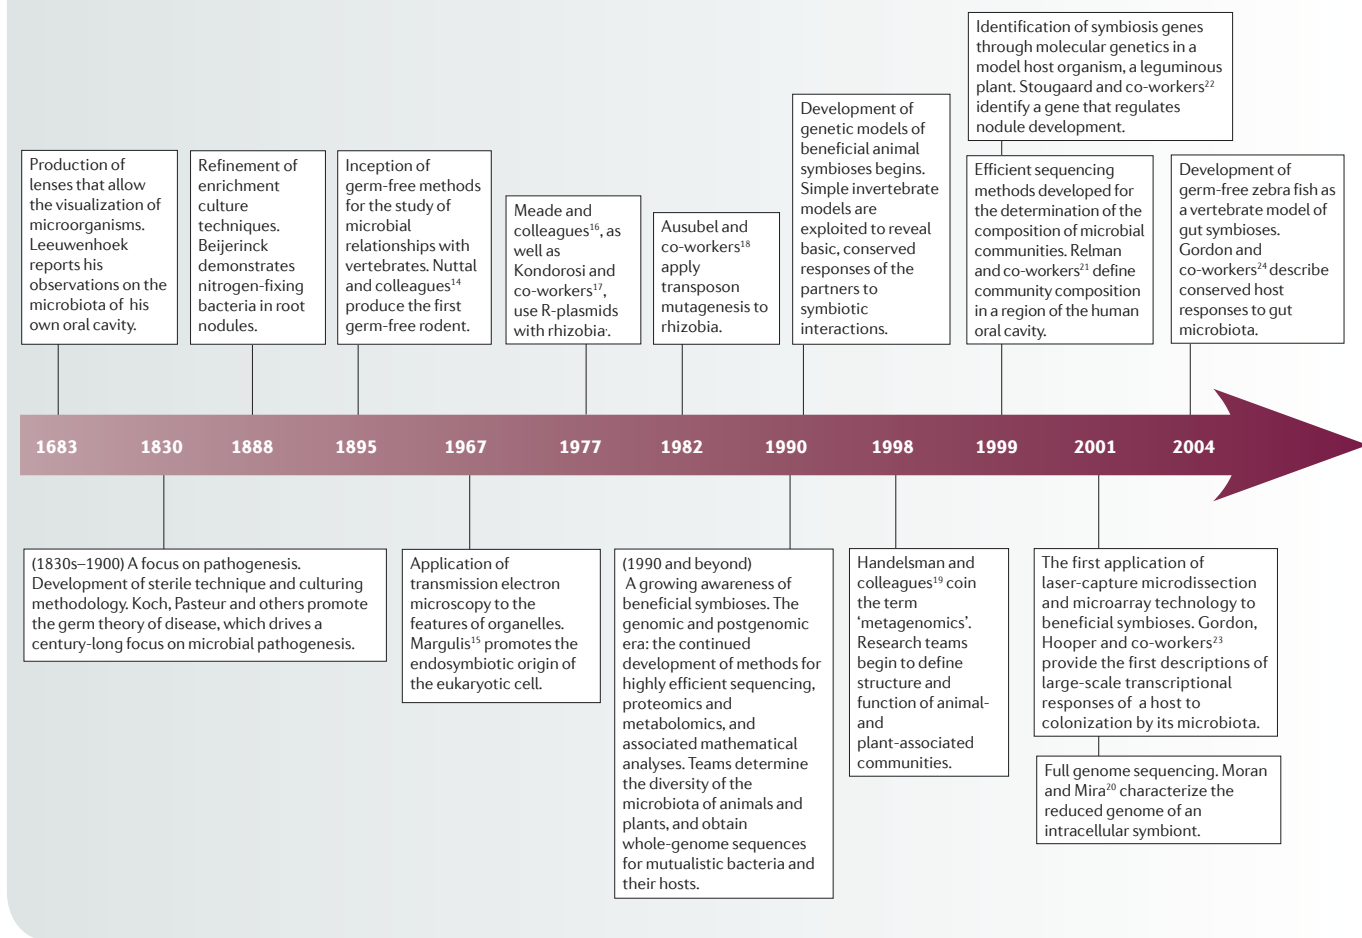 Identification of symbiosis genes
through molecular genetics in a
model host organism, a leguminous
plant. Stougaard and co-workers²²
identify a gene that regulates
nodule development.
Production of
lenses that allow
the visualization of
microorganisms.
Leeuwenhoek
reports his
observations on the
microbiota of his
own oral cavity.
Refinement of
enrichment
culture
techniques.
Beijerinck
demonstrates
nitrogen-fixing
bacteria in root
nodules.
Inception of
germ-free methods
for the study of
microbial
relationships with
vertebrates. Nuttal
and colleagues¹⁴
produce the first
germ-free rodent.
Meade and
colleagues¹⁶, as
well as
Kondorosi and
co-workers¹⁷,
use R-plasmids
with rhizobia.
Ausubel and
co-workers¹⁸
apply
transposon
mutagenesis to
rhizobia.
Development of
genetic models of
beneficial animal
symbioses begins.
Simple invertebrate
models are
exploited to reveal
basic, conserved
responses of the
partners to
symbiotic
interactions.
Efficient sequencing
methods developed for
the determination of the
composition of microbial
communities. Relman
and co-workers²¹ define
community composition
in a region of the human
oral cavity.
Development of
germ-free zebra fish as
a vertebrate model of
gut symbioses.
Gordon and
co-workers²⁴ describe
conserved host
responses to gut
microbiota.
1683 1830 1888 1895 1967 1977 1982 1990 1998 1999 2001 2004
(1830s–1900) A focus on pathogenesis.
Development of sterile technique and culturing
methodology. Koch, Pasteur and others promote
the germ theory of disease, which drives a
century-long focus on microbial pathogenesis.
Application of
transmission electron
microscopy to the
features of organelles.
Margulis¹⁵ promotes the
endosymbiotic origin of
the eukaryotic cell.
(1990 and beyond)
A growing awareness of
beneficial symbioses. The
genomic and postgenomic
era: the continued
development of methods for
highly efficient sequencing,
proteomics and
metabolomics, and
associated mathematical
analyses. Teams determine
the diversity of the
microbiota of animals and
plants, and obtain
whole-genome sequences
for mutualistic bacteria and
their hosts.
Handelsman and
colleagues¹⁹ coin
the term
‘metagenomics’.
Research teams
begin to define
structure and
function of animal-
and
plant-associated
communities.
The first application of
laser-capture microdissection
and microarray technology to
beneficial symbioses. Gordon,
Hooper and co-workers²³
provide the first descriptions of
large-scale transcriptional
responses of a host to
colonization by its microbiota.
Full genome sequencing. Moran
and Mira²⁰ characterize the
reduced genome of an
intracellular symbiont.